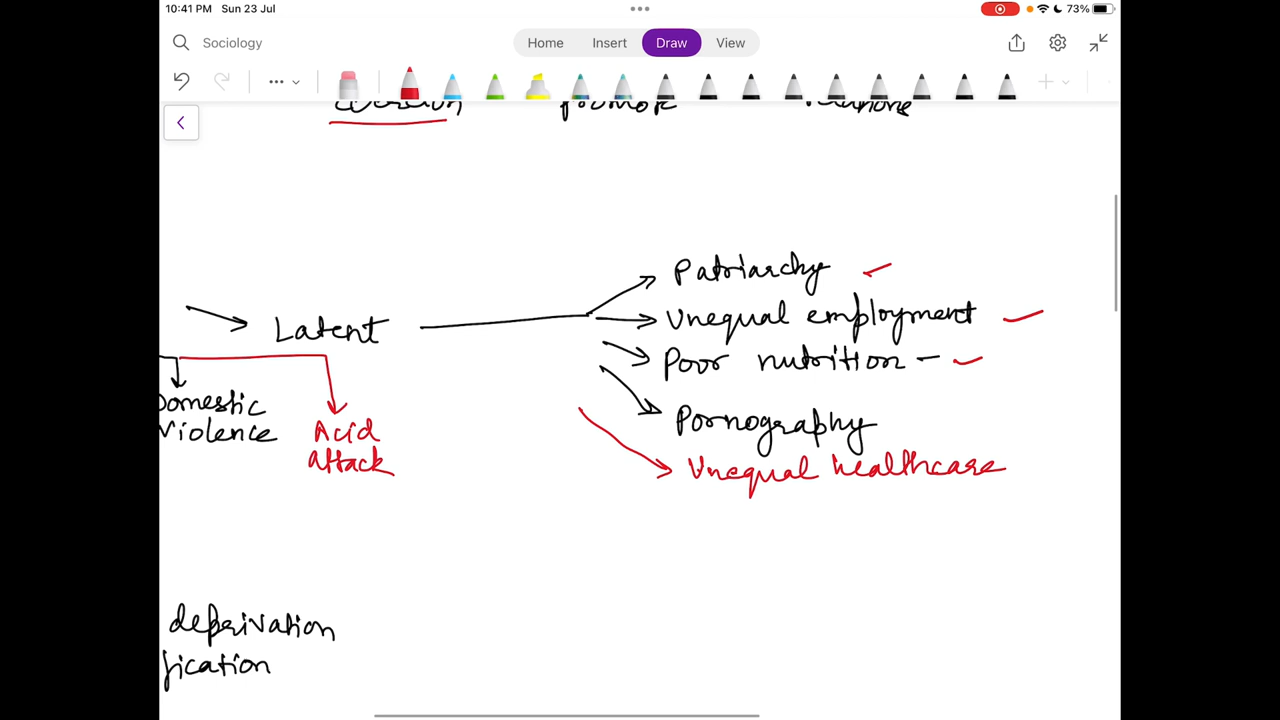 10:41 PM Sun 23 Jul
73%
Sociology
Home Insert Draw View
Patriarchy
Unequal employment
Latent
Poor nutrition -
Domestic
Violence
Acid
attack
Pornography
Unequal healthcare
deprivation
fication